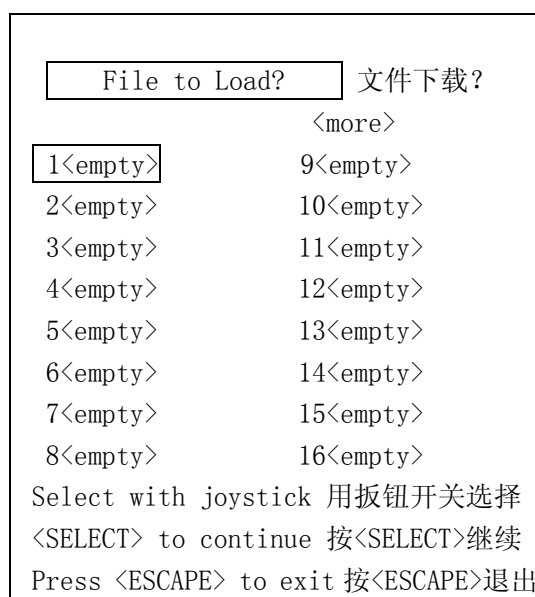 File to Load? 文件下载？
<more>
1<empty> 9<empty>
2<empty> 10<empty>
3<empty> 11<empty>
4<empty> 12<empty>
5<empty> 13<empty>
6<empty> 14<empty>
7<empty> 15<empty>
8<empty> 16<empty>
Select with joystick 用扳钮开关选择
<SELECT> to continue 按<SELECT>继续
Press <ESCAPE> to exit 按<ESCAPE>退出